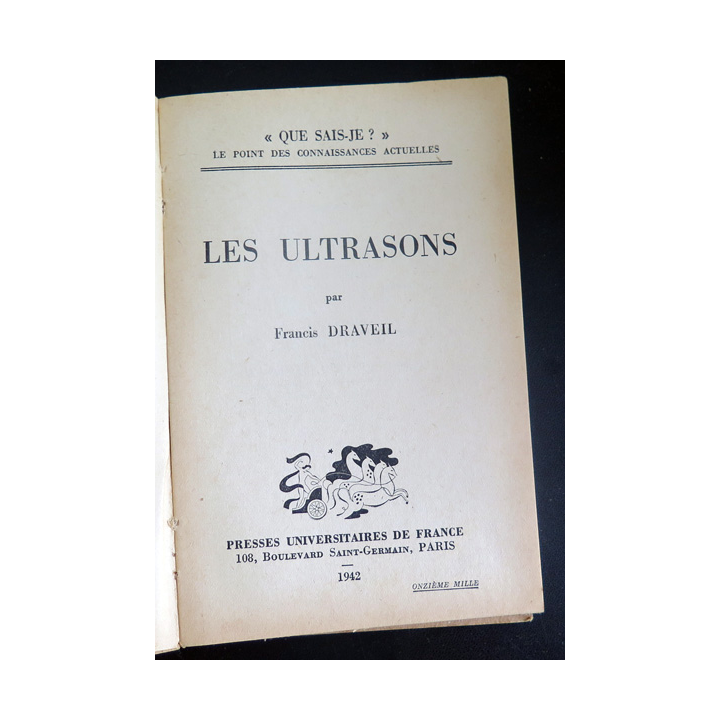 « QUE SAIS-JE ? »
LE POINT DES CONNAISSANCES ACTUELLES
LES ULTRASONS
par
Francis DRAVEIL
PRESSES UNIVERSITAIRES DE FRANCE
108, BOULEVARD SAINT-GERMAIN, PARIS
1942
ONZIÈME MILLE